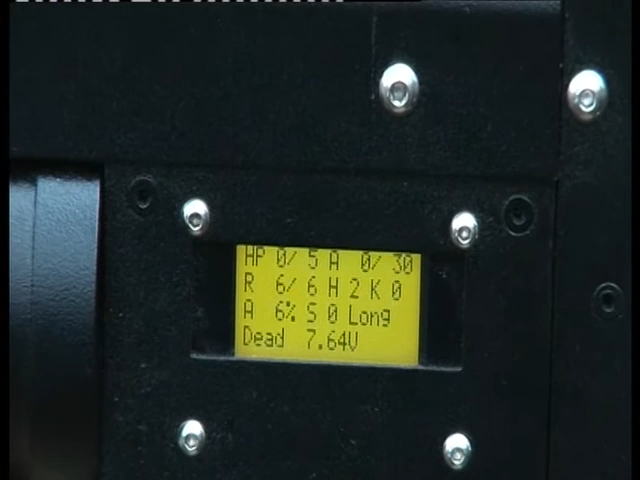 HP 0/ 5 A 0/ 30
R 6/ 6 H 2 K 0
A 6% S 0 Long
Dead 7.64V